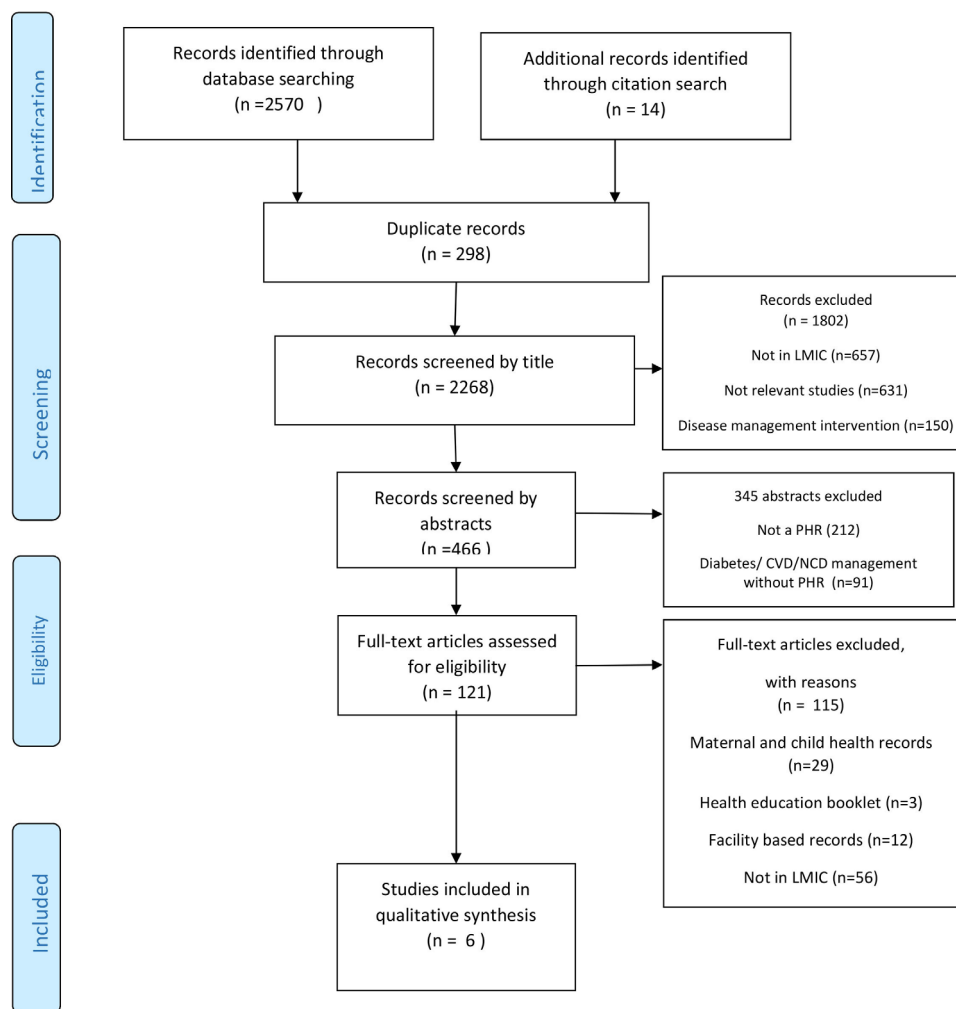 Identification
Records identified through
database searching
(n =2570 )
Additional records identified
through citation search
(n = 14)
Duplicate records
(n = 298)
Screening
Records screened by title
(n = 2268)
Records excluded
(n = 1802)
Not in LMIC (n=657)
Not relevant studies (n=631)
Disease management intervention (n=150)
Records screened by
abstracts
(n =466 )
345 abstracts excluded
Not a PHR (212)
Diabetes/ CVD/NCD management
without PHR (n=91)
Eligibility
Full-text articles assessed
for eligibility
(n = 121)
Full-text articles excluded,
with reasons
(n = 115)
Maternal and child health records
(n=29)
Health education booklet (n=3)
Facility based records (n=12)
Not in LMIC (n=56)
Included
Studies included in
qualitative synthesis
(n = 6 )